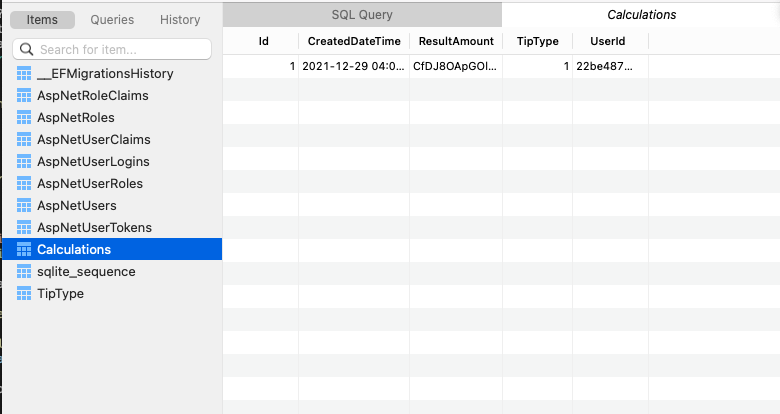 Items Queries History
SQL Query
Calculations
Search for item...
Id CreatedDateTime ResultAmount TipType UserId
1 2021-12-29 04:0... CfDJ8OApGOI... 1 22be487...
__EFMigrationsHistory
AspNetRoleClaims
AspNetRoles
AspNetUserClaims
AspNetUserLogins
AspNetUserRoles
AspNetUsers
AspNetUserTokens
Calculations
sqlite_sequence
TipType